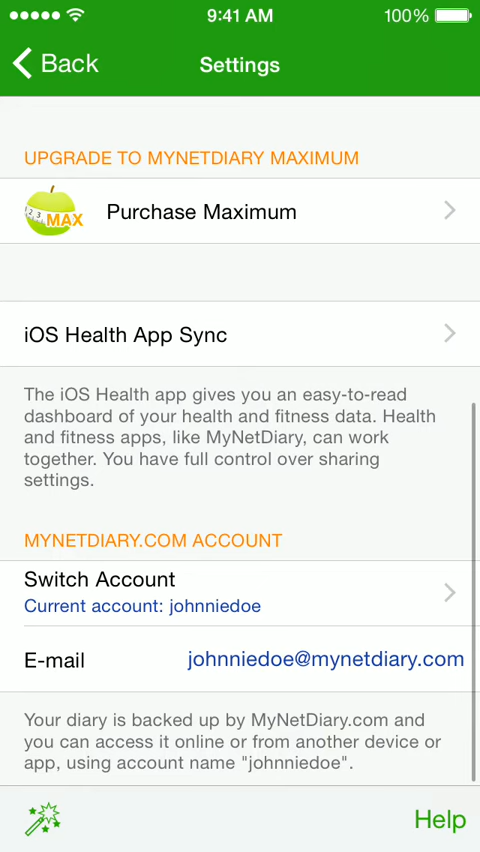 9:41 AM 100%
Back Settings
UPGRADE TO MYNETDIARY MAXIMUM
1 2 3 MAX Purchase Maximum
iOS Health App Sync
The iOS Health app gives you an easy-to-read
dashboard of your health and fitness data. Health
and fitness apps, like MyNetDiary, can work
together. You have full control over sharing
settings.
MYNETDIARY.COM ACCOUNT
Switch Account
Current account: johnniedoe
E-mail johnniedoe@mynetdiary.com
Your diary is backed up by MyNetDiary.com and
you can access it online or from another device or
app, using account name "johnniedoe".
Help